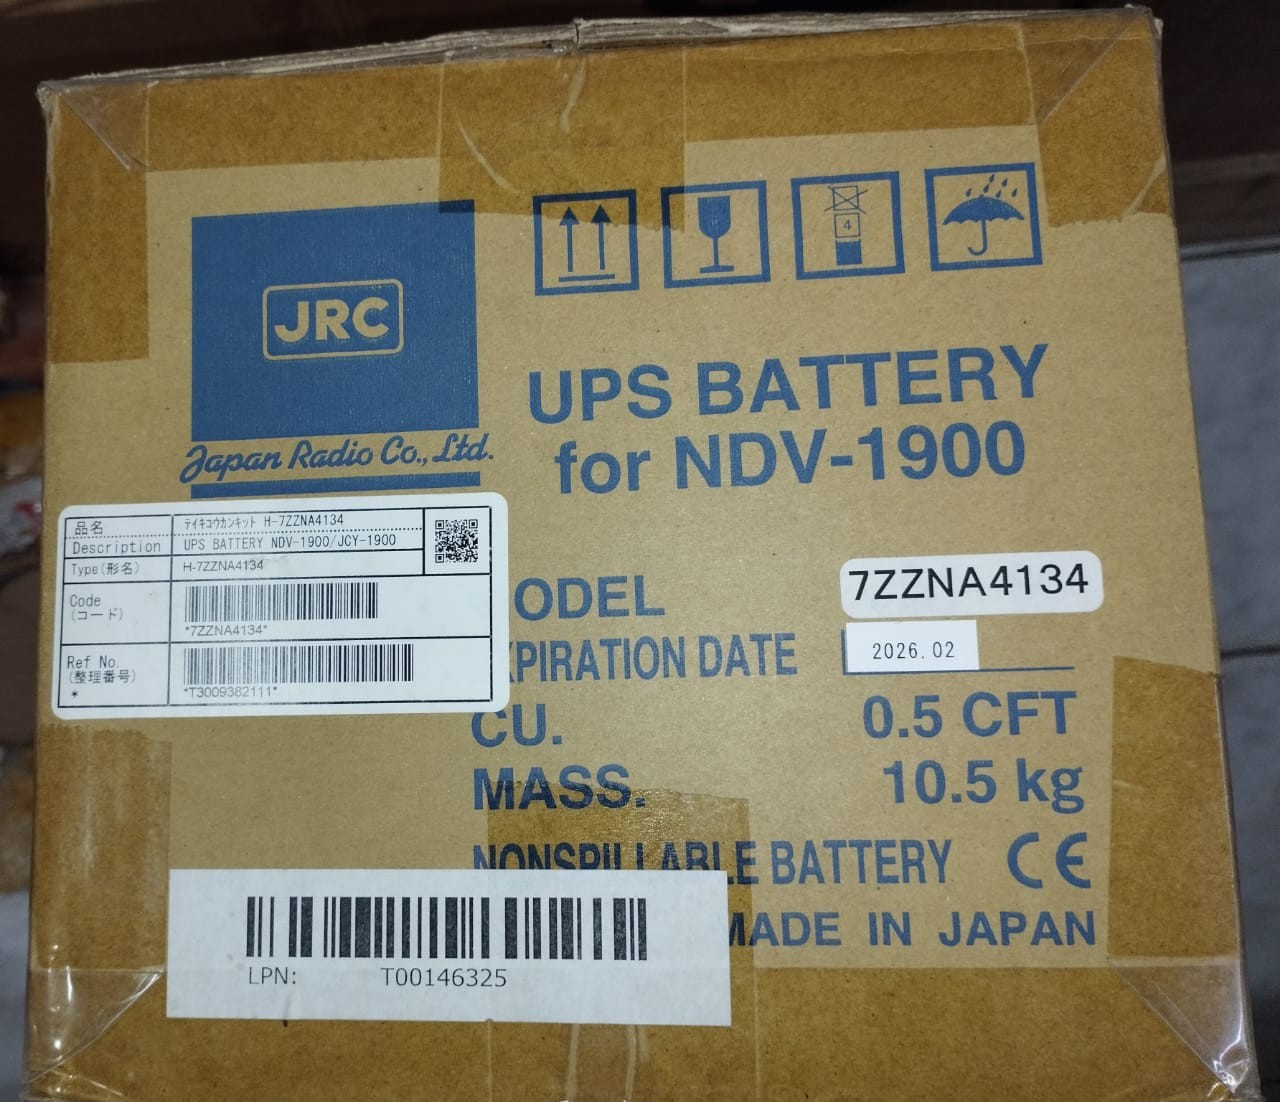 JRC
Japan Radio Co., Ltd.
4
UPS BATTERY
for NDV-1900
品名 テイキコウカンキット H-7ZZNA4134
Description UPS BATTERY NDV-1900/JCY-1900
Type(形名) H-7ZZNA4134
Code
(コード)
*7ZZNA4134*
Ref No.
(整理番号)
*
*T3009382111*
ODEL 7ZZNA4134
XPIRATION DATE 2026.02
CU. 0.5 CFT
MASS. 10.5 kg
NONSPILLABLE BATTERY CE
MADE IN JAPAN
LPN: T00146325